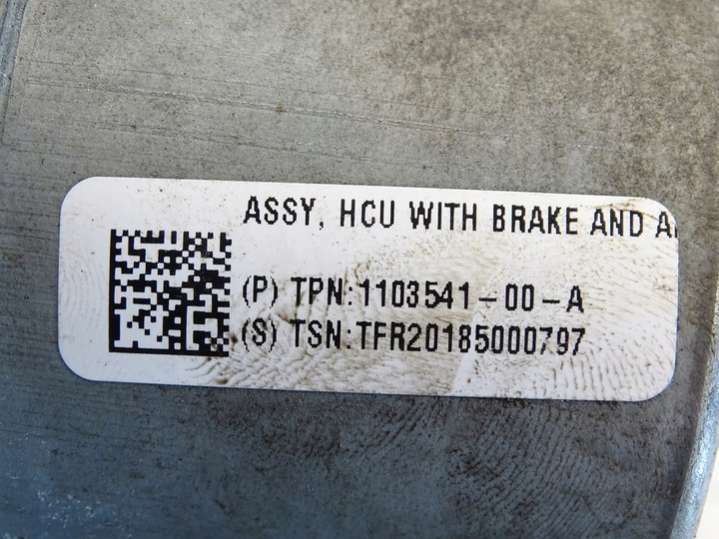 ASSY, HCU WITH BRAKE AND
(P) TPN:1103541-00-A
(S) TSN:TFR20185000797